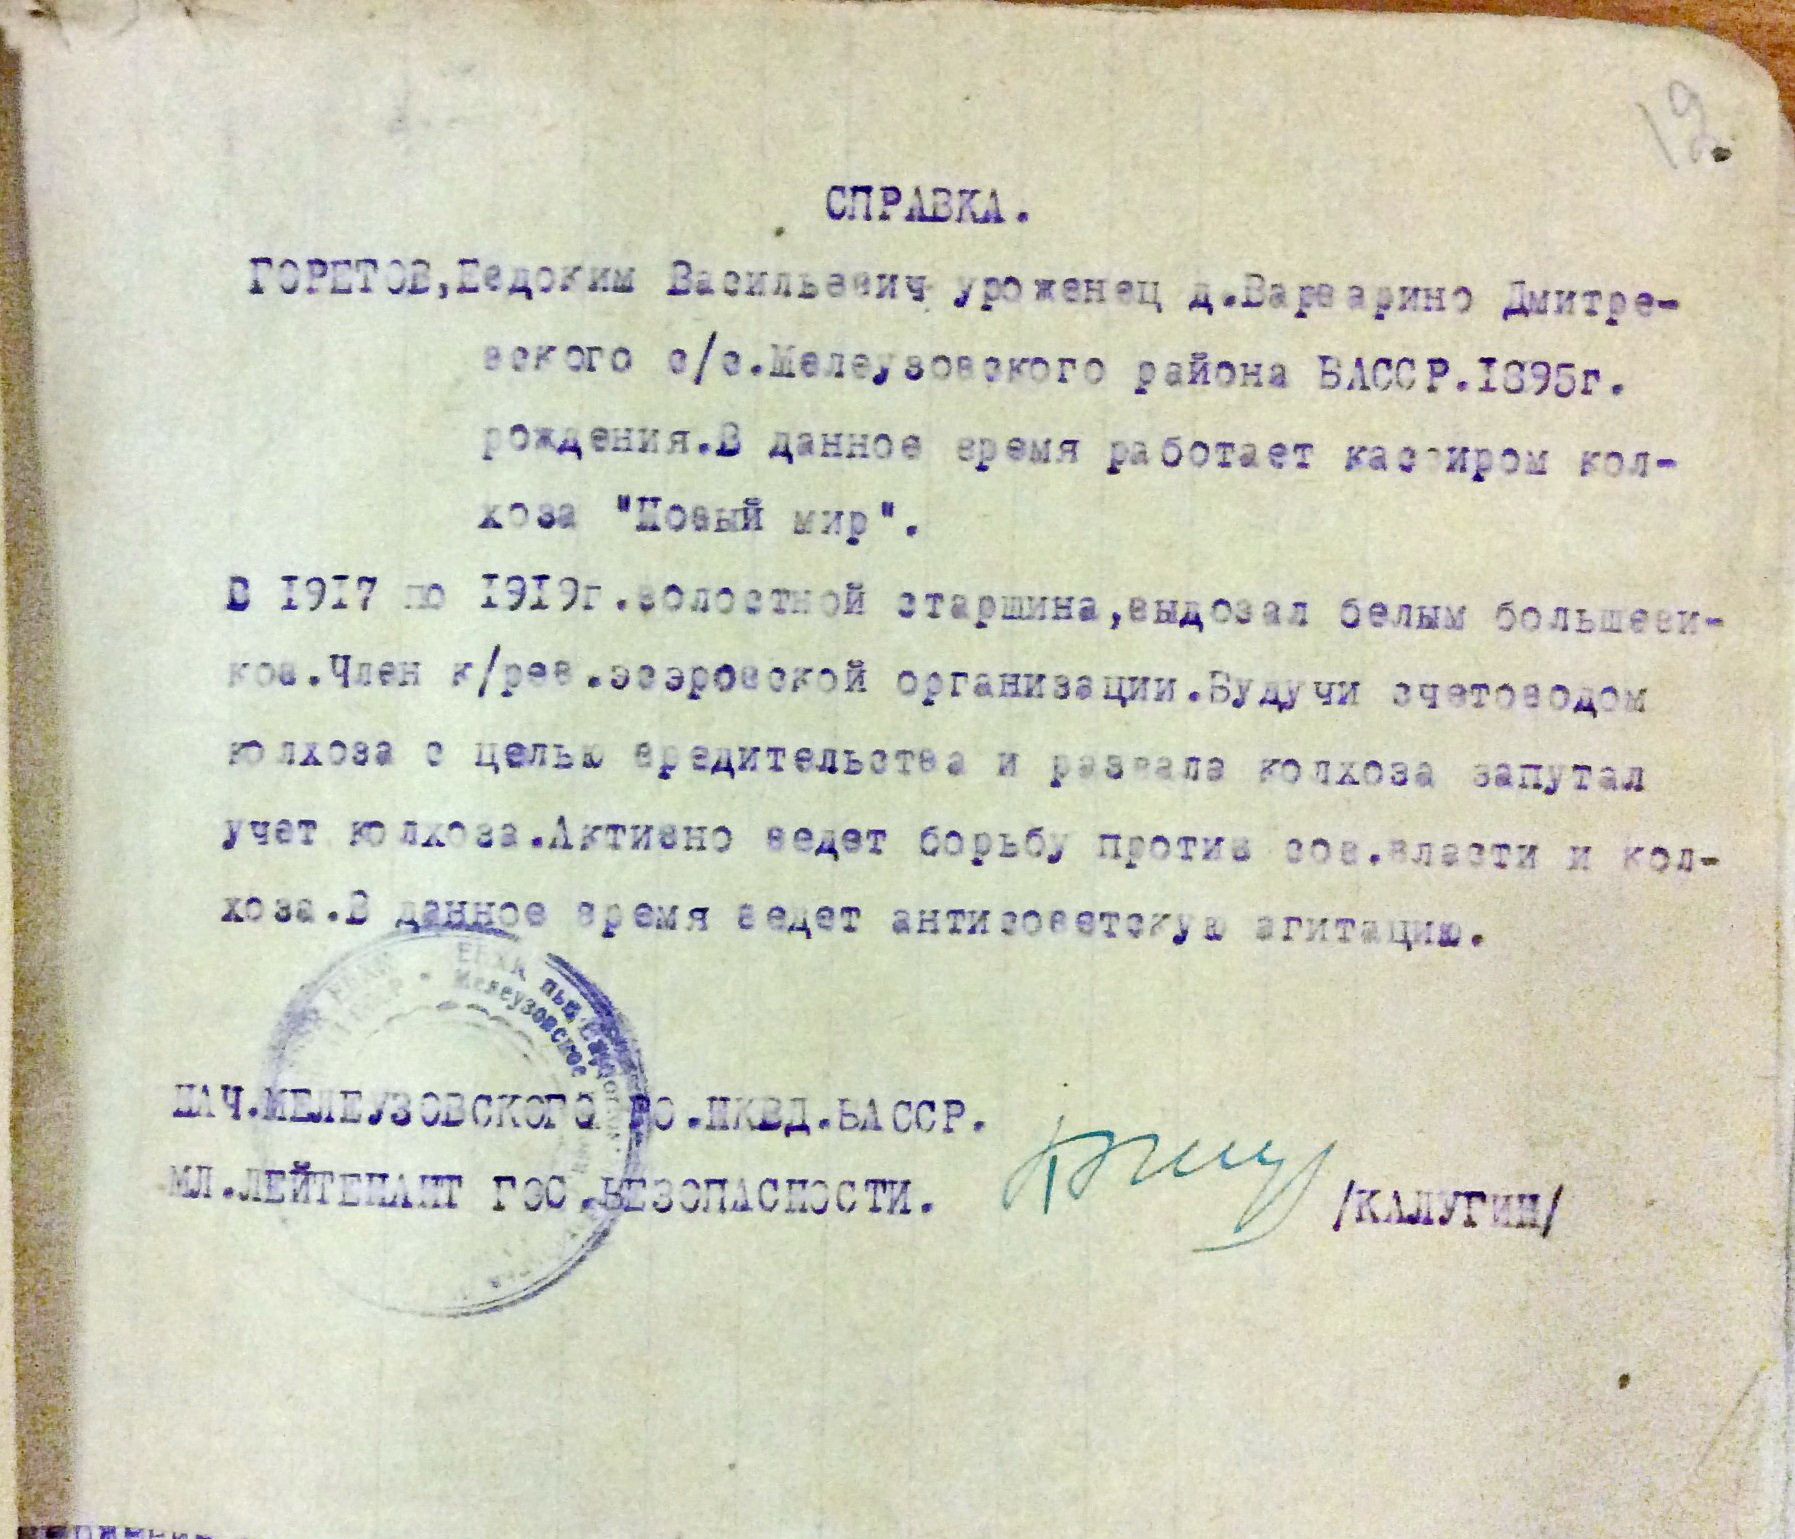 12
СПРАВКА.
ГОРЕТОВ,Евдоким Васильевич уроженец д.Варварино Дмитре-
вского с/с.Мелеузовского района БАССР.1895г.
рождения.В данное время работает кассиром кол-
хоза "Новый мир".
В 1917 по 1919г.волостной старшина,выдовал белым большеви-
ков.Член к/рев.эсэровской организации.Будучи счетоводом
колхоза с целью вредительства и развала колхоза запутал
учет колхоза.Активно ведет борьбу против сов.власти и кол-
хоза.В данное время ведет антисоветскую агитацию.
Мелеузовское
НАЧ.МЕЛЕУЗОВСКОГО РО.НКВД.БАССР.
МЛ.ЛЕЙТЕНАНТ ГОС.БЕЗОПАСНОСТИ.
/КАЛУГИН/